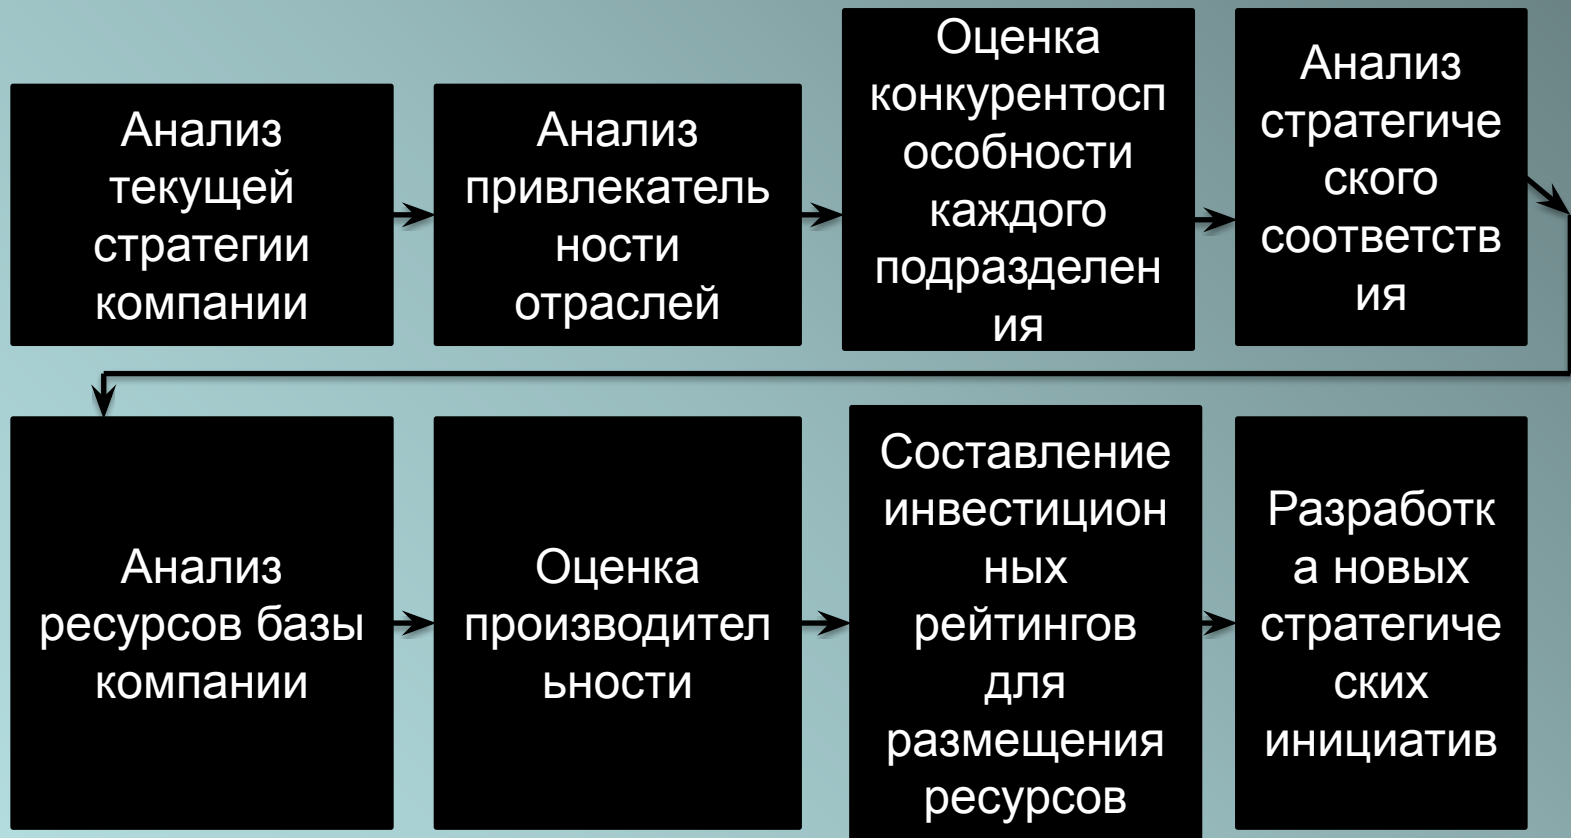 Анализ
текущей
стратегии
компании
Анализ
привлекатель
ности
отраслей
Оценка
конкурентосп
особности
каждого
подразделен
ия
Анализ
стратегиче
ского
соответств
ия
Анализ
ресурсов базы
компании
Оценка
производител
ьности
Составление
инвестицион
ных
рейтингов
для
размещения
ресурсов
Разработк
а новых
стратегиче
ских
инициатив